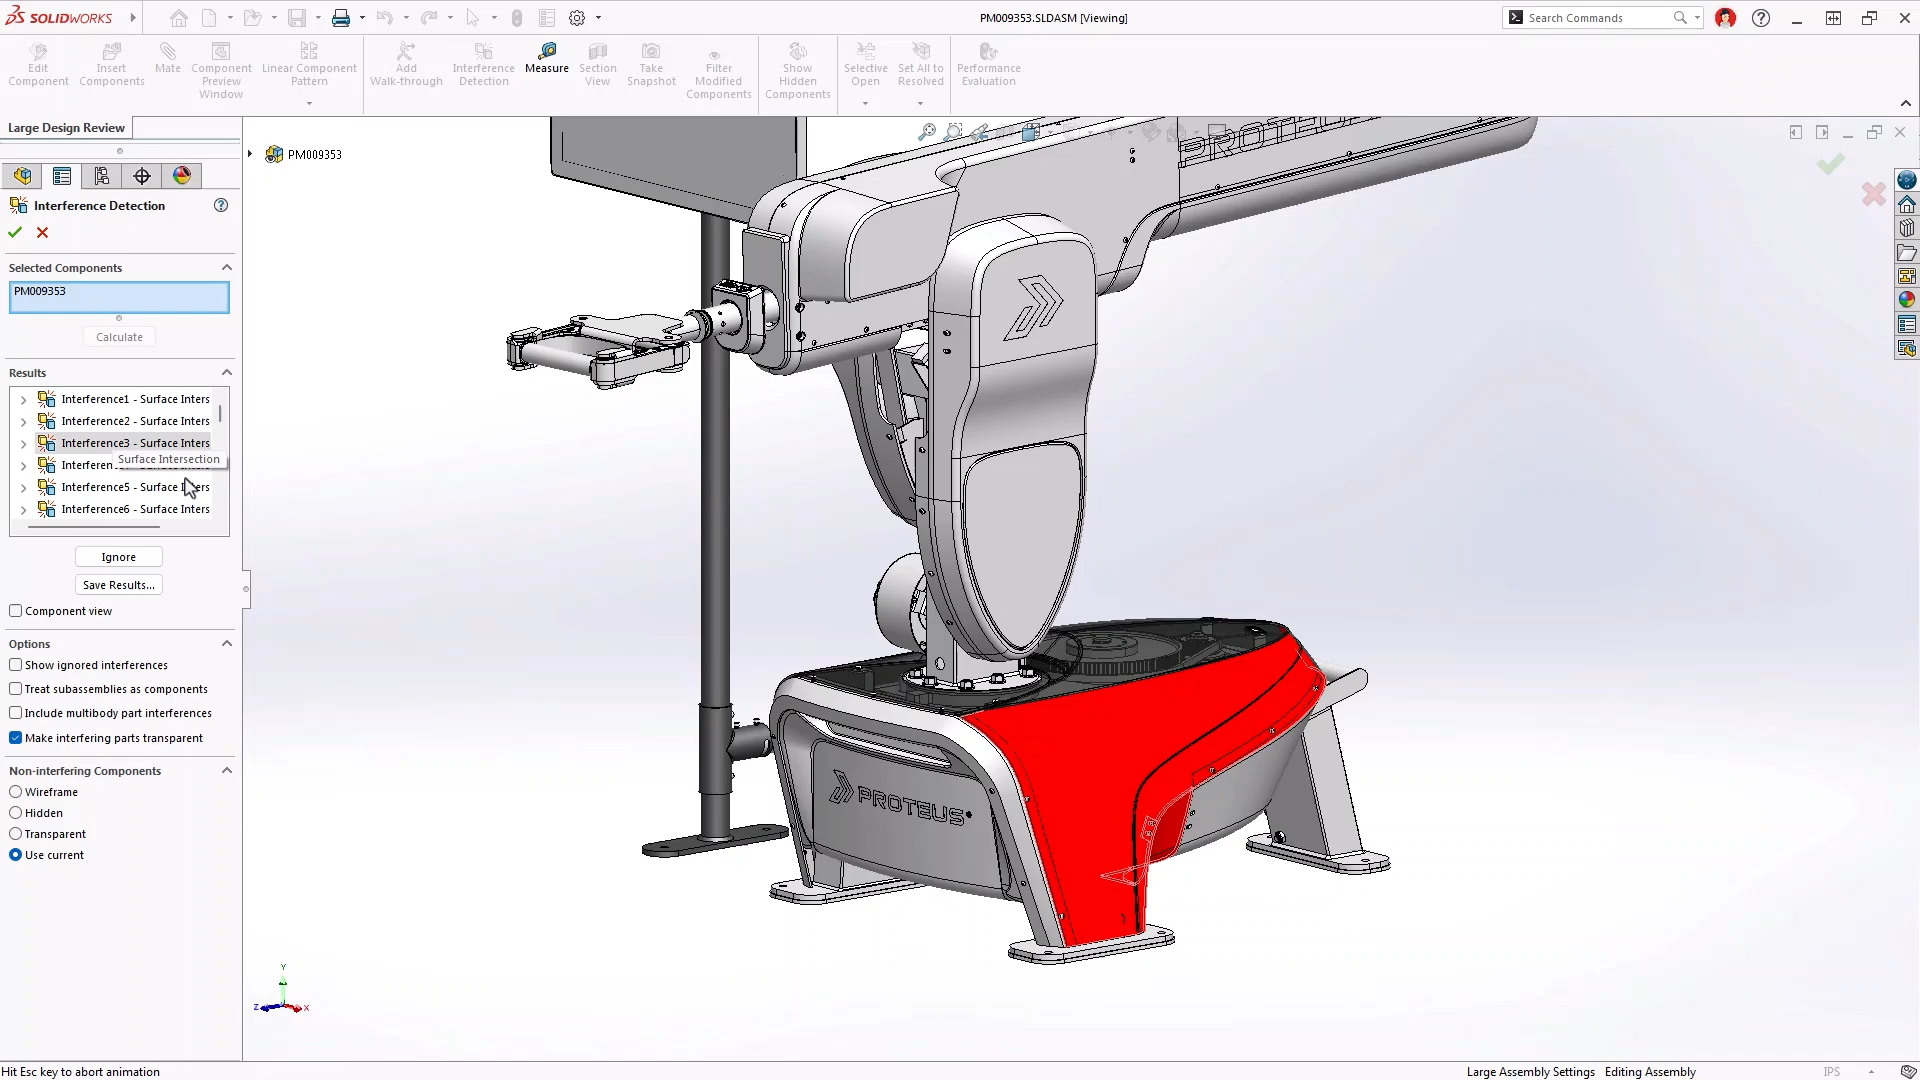 SOLIDWORKS
PM009353.SLDASM [Viewing]
Search Commands
Edit Component
Insert Components
Mate
Component Preview Window
Linear Component Pattern
Add Walk-through
Interference Detection
Measure
Section View
Take Snapshot
Filter Modified Components
Show Hidden Components
Selective Open
Set All to Resolved
Performance Evaluation
Large Design Review
PM009353
Interference Detection
Selected Components
PM009353
Calculate
Results
Interference1 - Surface Inters
Interference2 - Surface Inters
Interference3 - Surface Inters
Surface Intersection
Interference5 - Surface Inters
Interference6 - Surface Inters
Ignore
Save Results...
Component view
Options
Show ignored interferences
Treat subassemblies as components
Include multibody part interferences
Make interfering parts transparent
Non-interfering Components
Wireframe
Hidden
Transparent
Use current
PROTEUS
Y
Z
X
Hit Esc key to abort animation
Large Assembly Settings
Editing Assembly
IPS